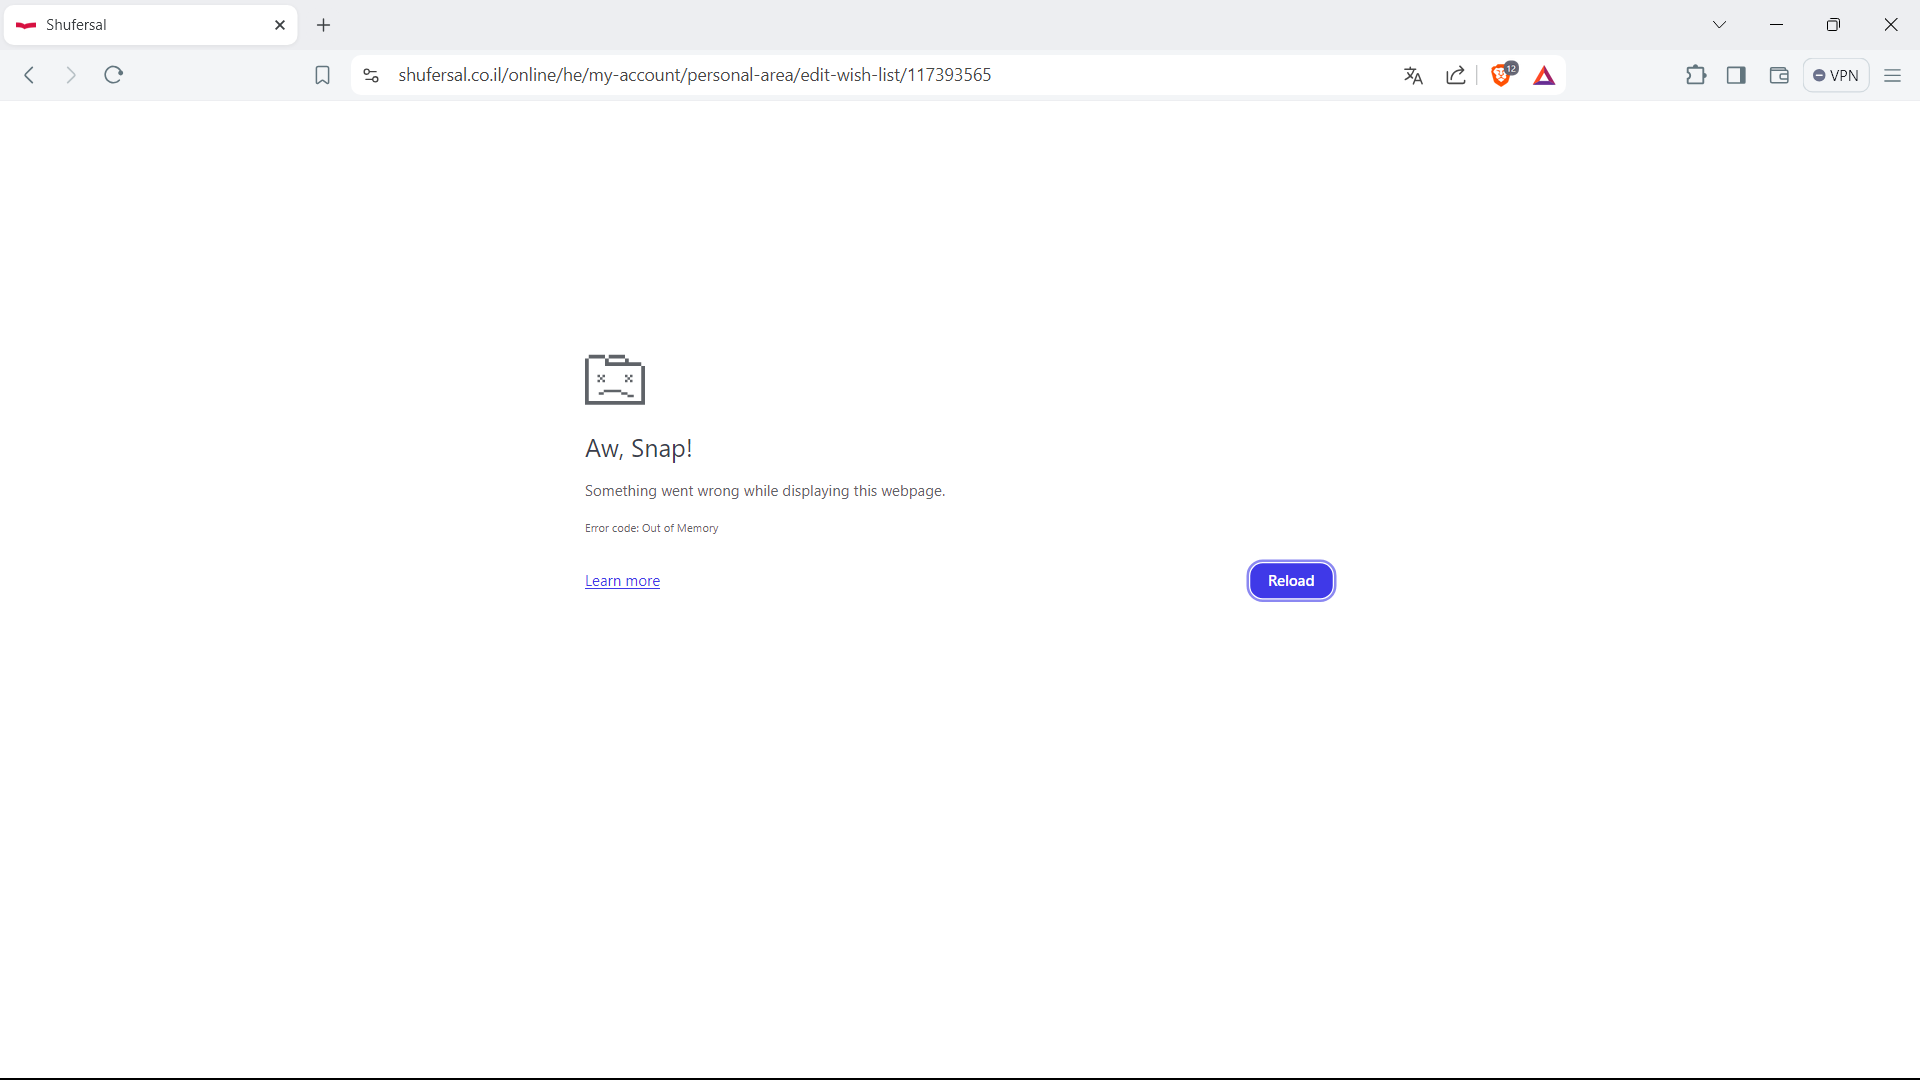 Shufersal
shufersal.co.il/online/he/my-account/personal-area/edit-wish-list/117393565
12
VPN
Aw, Snap!
Something went wrong while displaying this webpage.
Error code: Out of Memory
Learn more
Reload